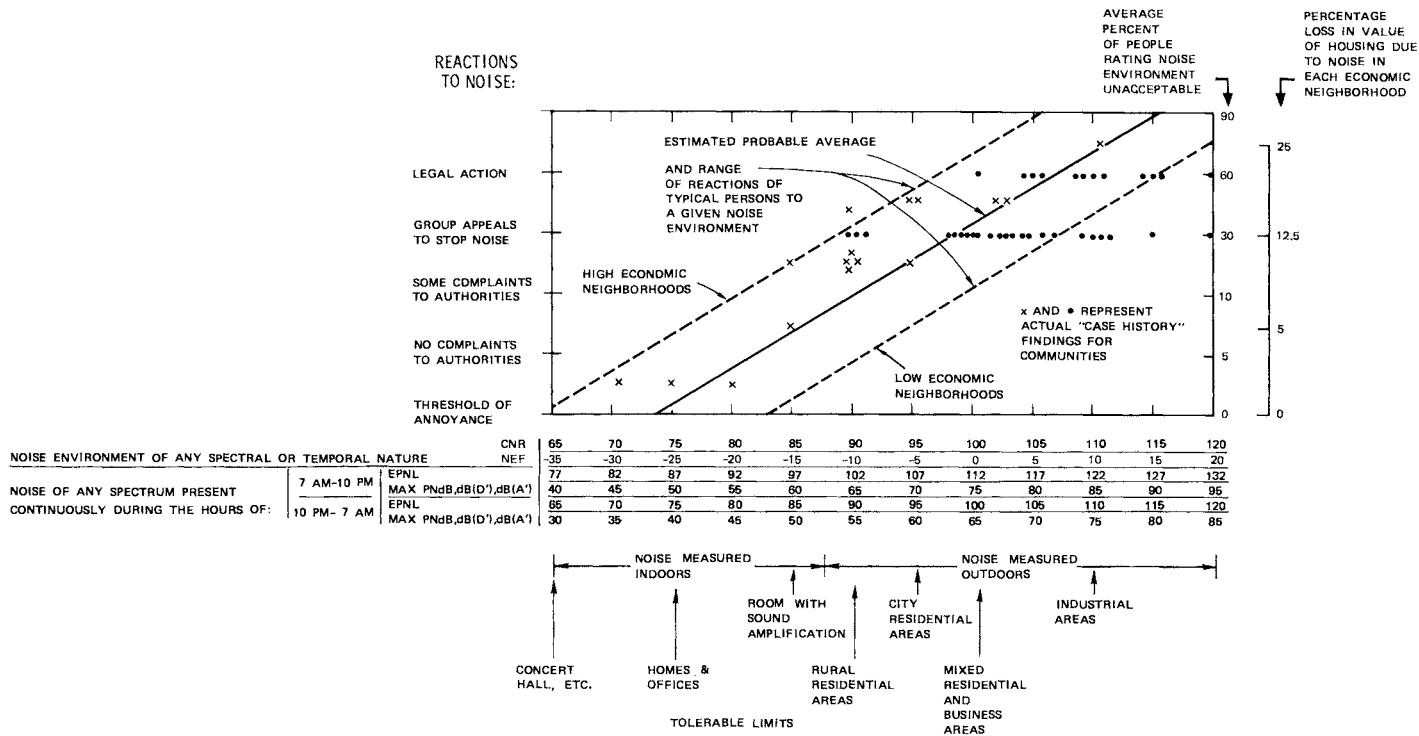 AVERAGE
PERCENT
OF PEOPLE
RATING NOISE
ENVIRONMENT
UNACCEPTABLE
PERCENTAGE
LOSS IN VALUE
OF HOUSING DUE
TO NOISE IN
EACH ECONOMIC
NEIGHBORHOOD
REACTIONS
TO NOISE:
LEGAL ACTION
GROUP APPEALS
TO STOP NOISE
SOME COMPLAINTS
TO AUTHORITIES
NO COMPLAINTS
TO AUTHORITIES
THRESHOLD OF
ANNOYANCE
ESTIMATED PROBABLE AVERAGE
AND RANGE
OF REACTIONS OF
TYPICAL PERSONS TO
A GIVEN NOISE
ENVIRONMENT
HIGH ECONOMIC
NEIGHBORHOODS
x AND • REPRESENT
ACTUAL "CASE HISTORY"
FINDINGS FOR
COMMUNITIES
LOW ECONOMIC
NEIGHBORHOODS
90
60
30
10
5
0
25
12.5
5
0
CNR 65 70 75 80 85 90 95 100 105 110 115 120
NOISE ENVIRONMENT OF ANY SPECTRAL OR TEMPORAL NATURE NEF -35 -30 -25 -20 -15 -10 -5 0 5 10 15 20
NOISE OF ANY SPECTRUM PRESENT
CONTINUOUSLY DURING THE HOURS OF:
7 AM-10 PM
EPNL 77 82 87 92 97 102 107 112 117 122 127 132
MAX PNdB,dB(D'),dB(A') 40 45 50 55 60 65 70 75 80 85 90 95
10 PM- 7 AM
EPNL 65 70 75 80 85 90 95 100 105 110 115 120
MAX PNdB,dB(D'),dB(A') 30 35 40 45 50 55 60 65 70 75 80 85
NOISE MEASURED
INDOORS
NOISE MEASURED
OUTDOORS
ROOM WITH
SOUND
AMPLIFICATION
CITY
RESIDENTIAL
AREAS
INDUSTRIAL
AREAS
CONCERT
HALL, ETC.
HOMES &
OFFICES
RURAL
RESIDENTIAL
AREAS
MIXED
RESIDENTIAL
AND
BUSINESS
AREAS
TOLERABLE LIMITS